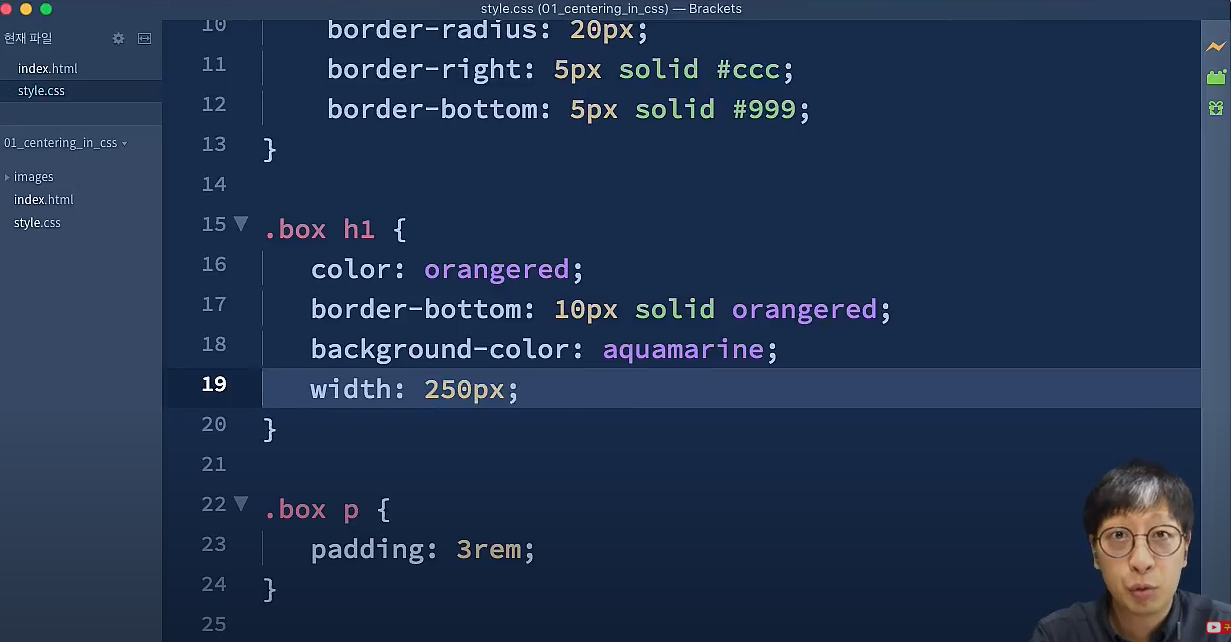 style.css (01_centering_in_css) — Brackets
현재 파일
index.html
style.css
01_centering_in_css
images
index.html
style.css
10 border-radius: 20px;
11 border-right: 5px solid #ccc;
12 border-bottom: 5px solid #999;
13 }
14
15 .box h1 {
16 color: orangered;
17 border-bottom: 10px solid orangered;
18 background-color: aquamarine;
19 width: 250px;
20 }
21
22 .box p {
23 padding: 3rem;
24 }
25